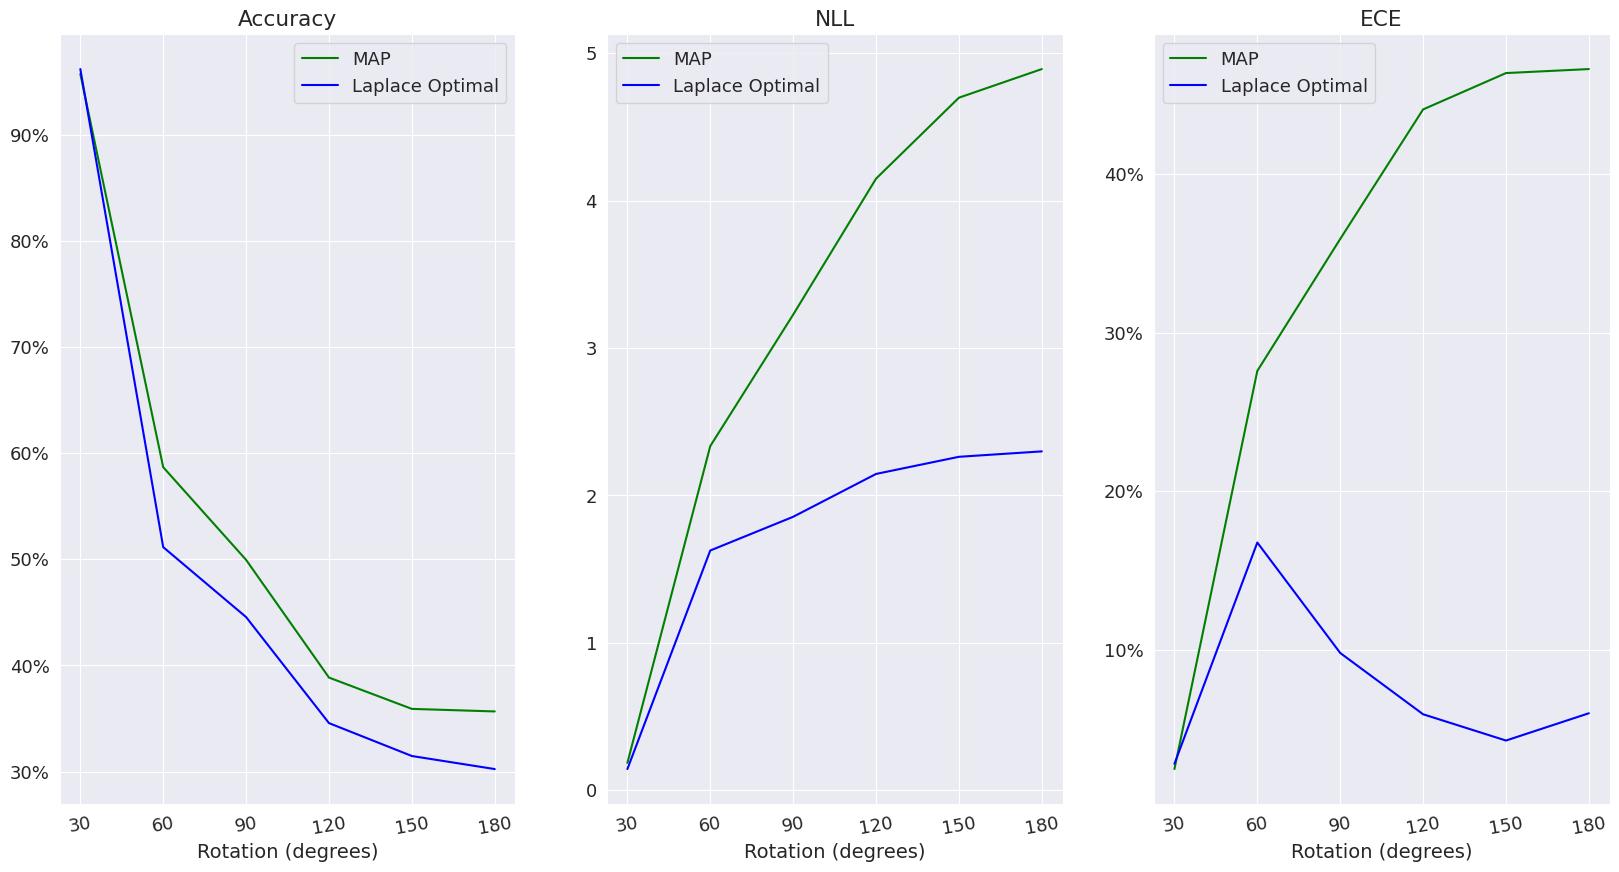 Accuracy
MAP
Laplace Optimal
90%
80%
70%
60%
50%
40%
30%
30 60 90 120 150 180
Rotation (degrees)
NLL
MAP
Laplace Optimal
5
4
3
2
1
0
30 60 90 120 150 180
Rotation (degrees)
ECE
MAP
Laplace Optimal
40%
30%
20%
10%
30 60 90 120 150 180
Rotation (degrees)